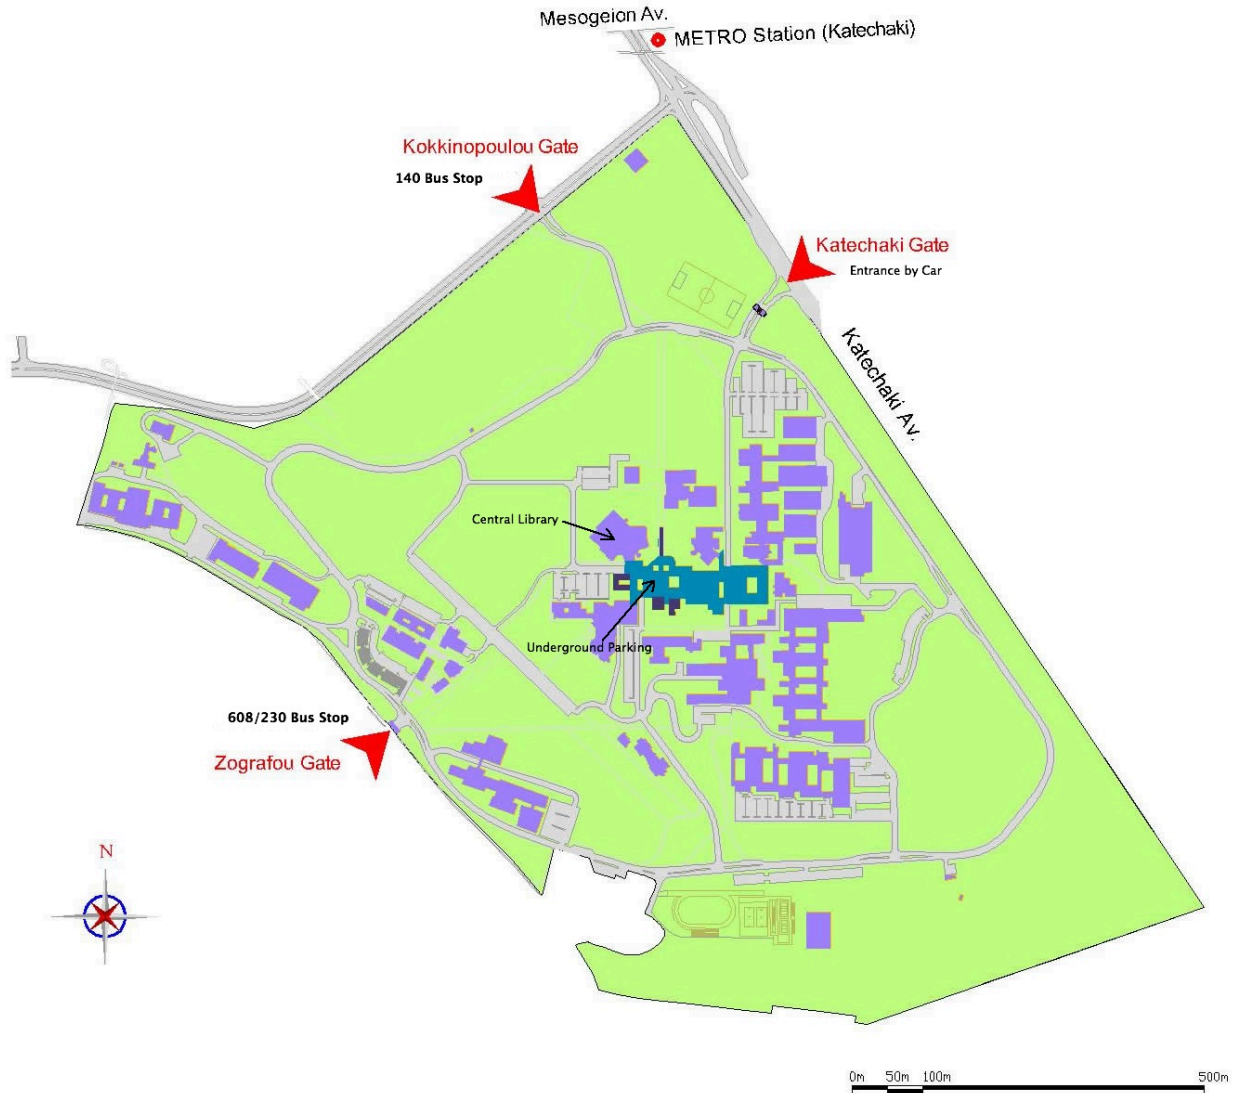 Mesogeion Av.
METRO Station (Katechaki)
Kokkinopoulou Gate
140 Bus Stop
Katechaki Gate
Entrance by Car
Katechaki Av.
Central Library
Underground Parking
608/230 Bus Stop
Zografou Gate
N
0m 50m 100m 500m